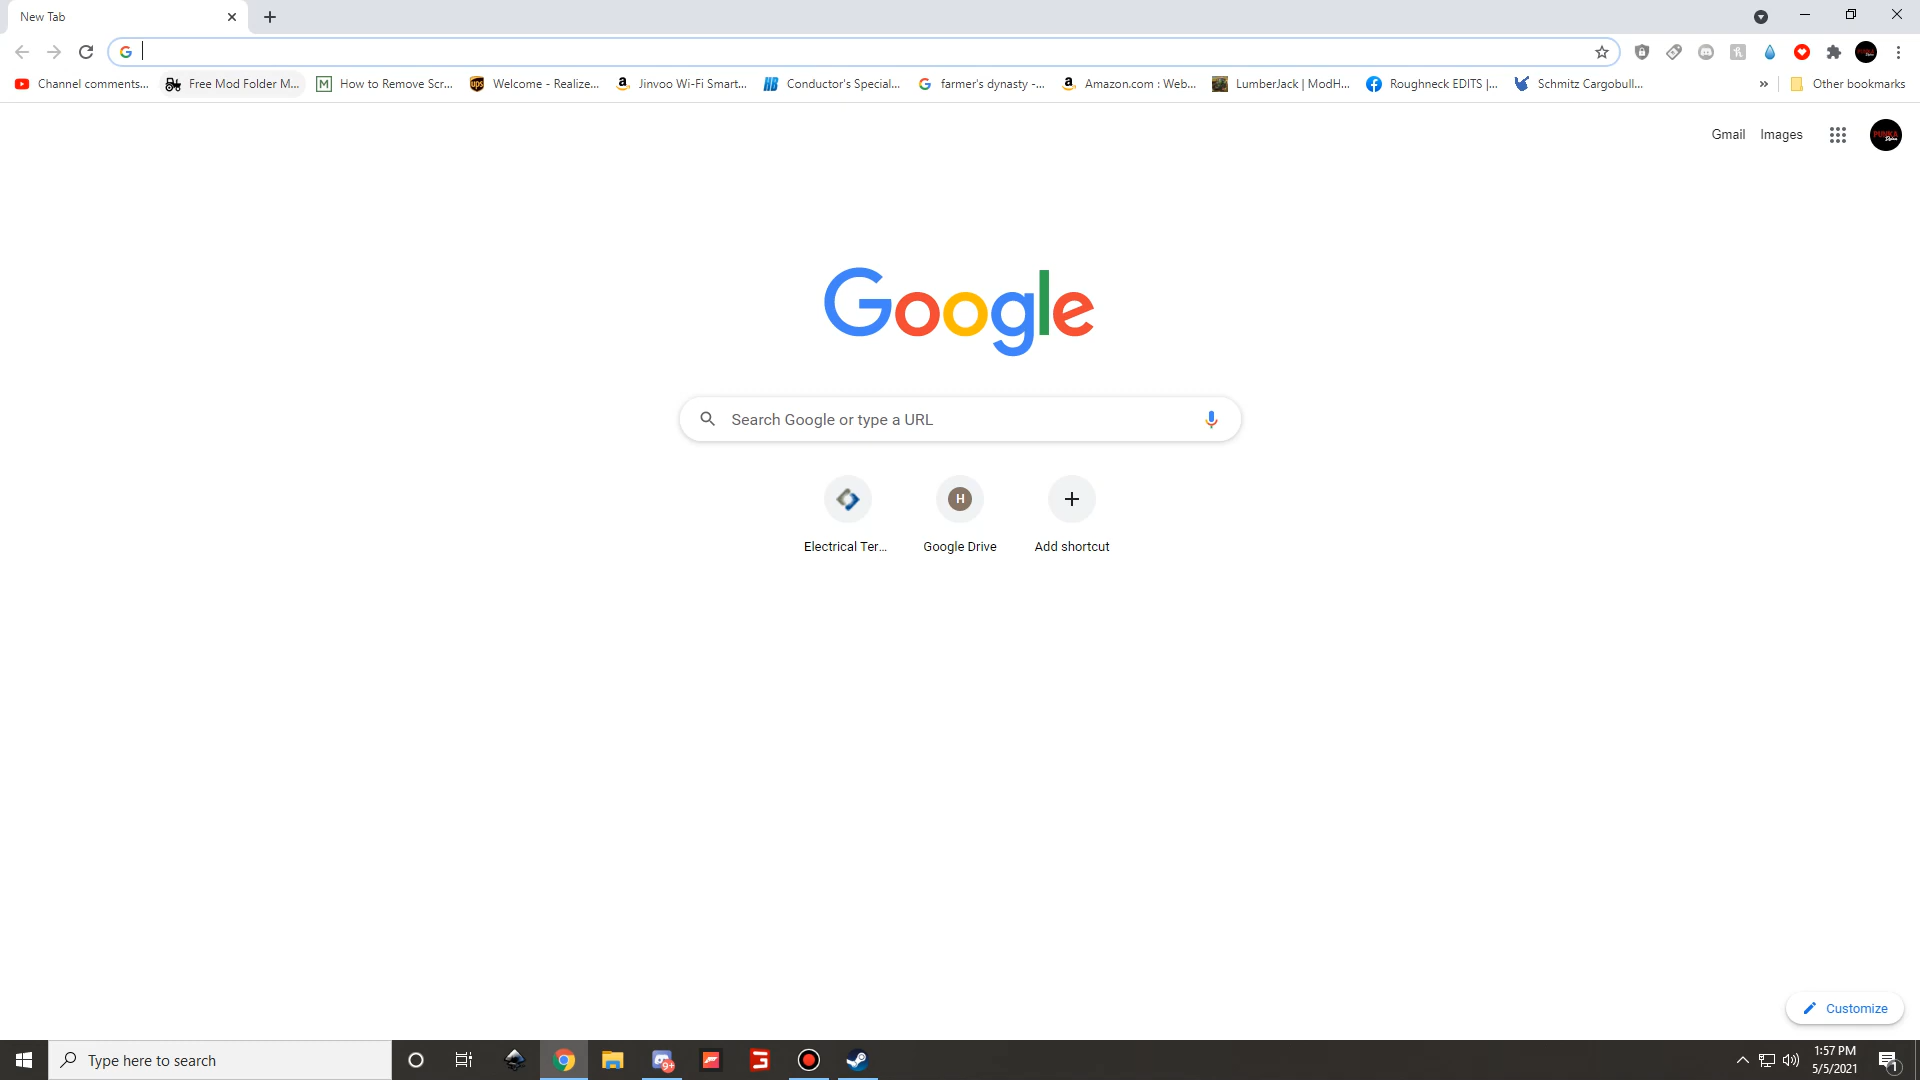 New Tab
Channel comments...
Free Mod Folder M...
How to Remove Scr...
Welcome - Realize...
Jinvoo Wi-Fi Smart...
Conductor's Special...
farmer's dynasty -...
Amazon.com : Web...
LumberJack | ModH...
Roughneck EDITS |...
Schmitz Cargobull...
»
Other bookmarks
Gmail
Images
Google
Search Google or type a URL
H
Electrical Ter...
Google Drive
Add shortcut
Customize
Type here to search
9+
1:57 PM
5/5/2021
1